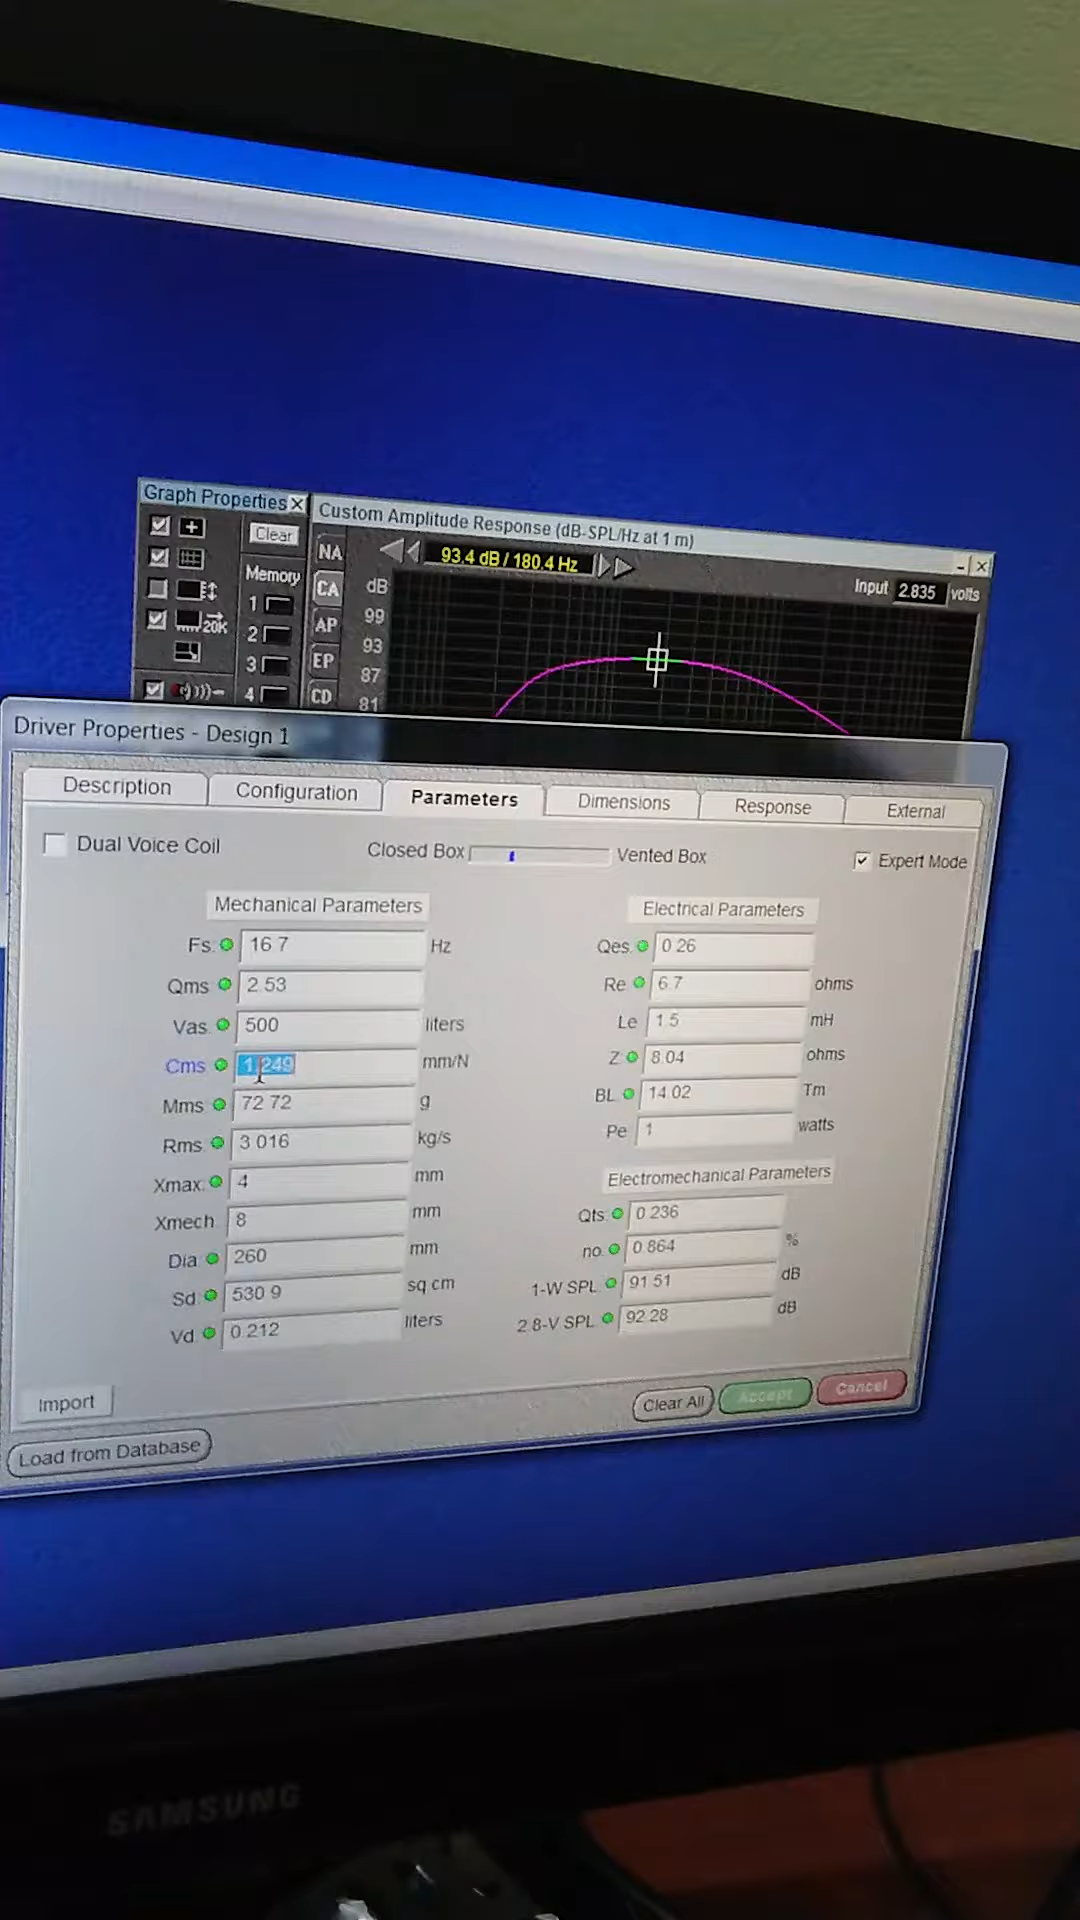 Graph Properties
Clear
Memory
1
2
3
4
20K
Custom Amplitude Response (dB-SPL/Hz at 1 m)
NA
CA
AP
EP
CD
93.4 dB / 180.4 Hz
Input 2.835 volts
dB
99
93
87
81
Driver Properties - Design 1
Description
Configuration
Parameters
Dimensions
Response
External
Dual Voice Coil
Closed Box
Vented Box
Expert Mode
Mechanical Parameters
Fs: 16.7 Hz
Qms 2.53
Vas: 500 liters
Cms 1.249 mm/N
Mms 72.72 g
Rms: 3.016 kg/s
Xmax: 4 mm
Xmech 8 mm
Dia: 260 mm
Sd: 530.9 sq cm
Vd: 0.212 liters
Electrical Parameters
Qes: 0.26
Re 6.7 ohms
Le 1.5 mH
Z 8.04 ohms
BL 14.02 Tm
Pe 1 watts
Electromechanical Parameters
Qts: 0.236
no: 0.864 %
1-W SPL 91.51 dB
2.8-V SPL 92.28 dB
Import
Load from Database
Clear All
Accept
Cancel
SAMSUNG